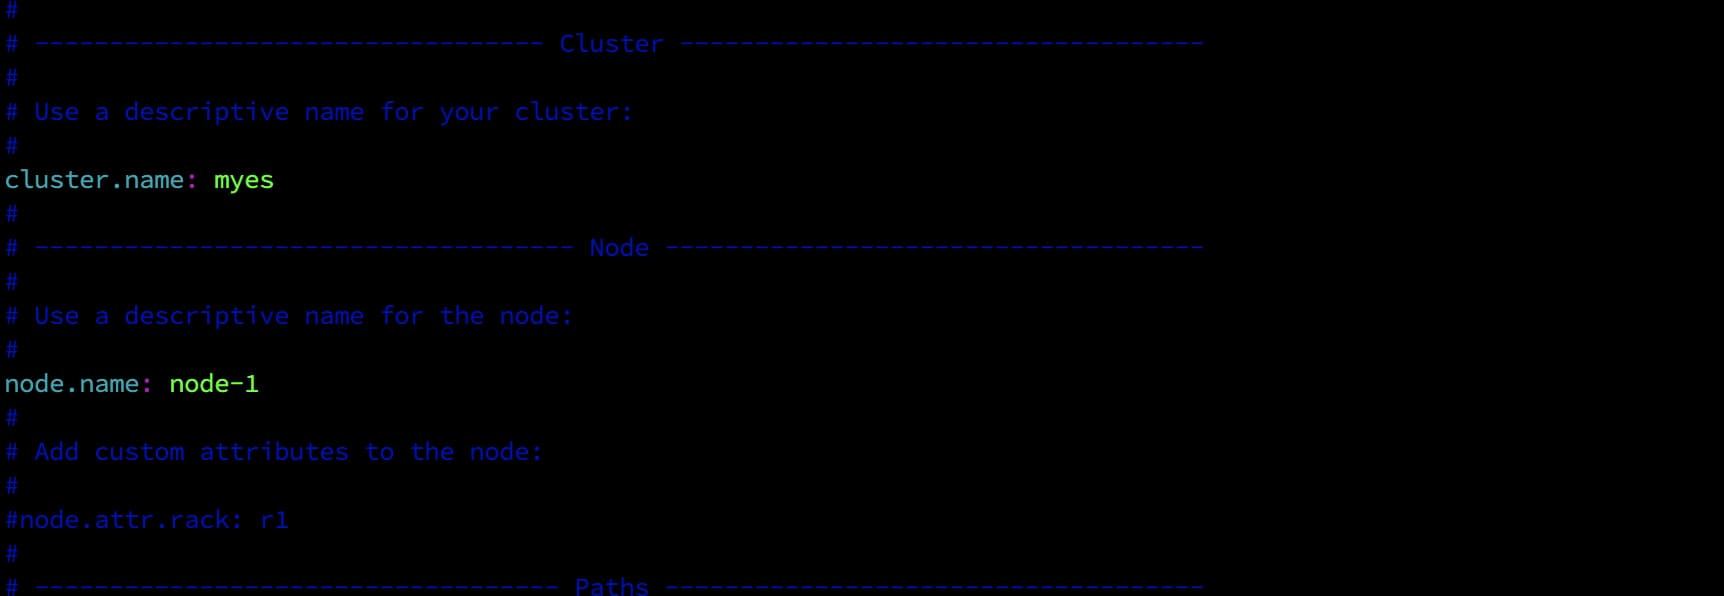 #
# ---------------------------------- Cluster -----------------------------------
#
# Use a descriptive name for your cluster:
#
cluster.name: myes
#
# ------------------------------------ Node ------------------------------------
#
# Use a descriptive name for the node:
#
node.name: node-1
#
# Add custom attributes to the node:
#
#node.attr.rack: r1
#
# ----------------------------------- Paths ------------------------------------